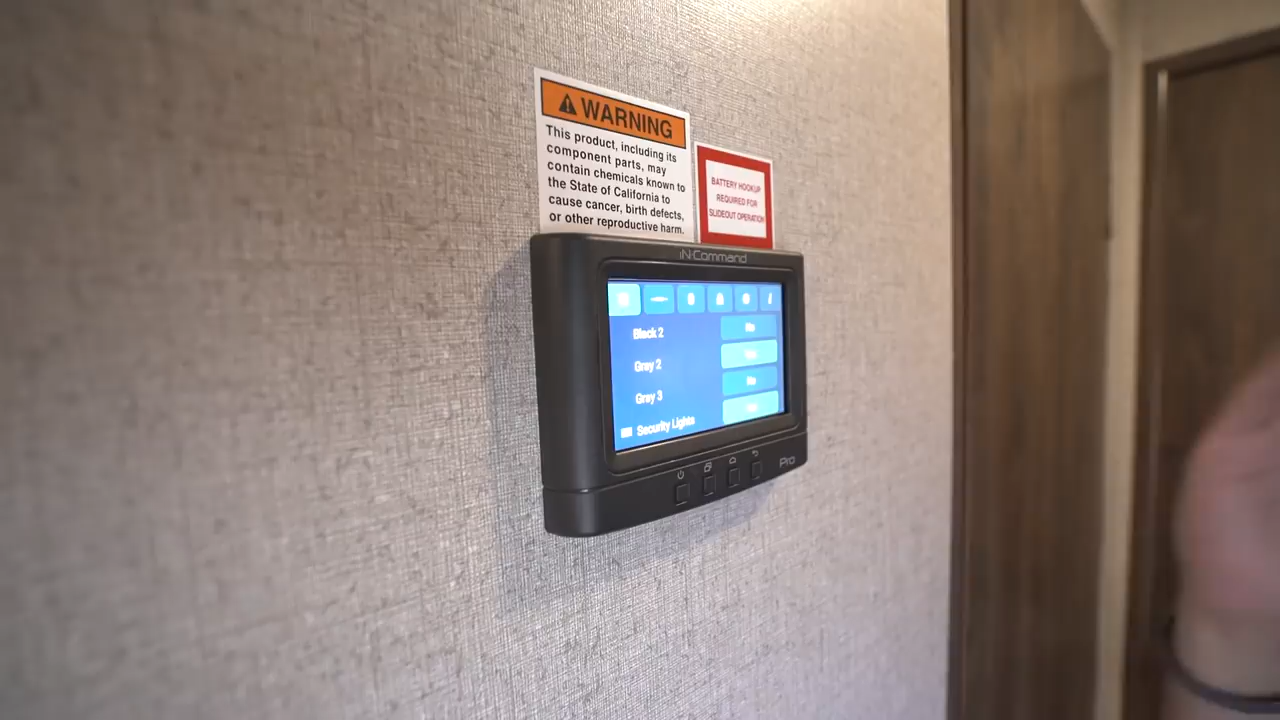 WARNING
This product, including its
component parts, may
contain chemicals known to
the State of California to
cause cancer, birth defects,
or other reproductive harm.
BATTERY HOOKUP
REQUIRED FOR
SLIDEOUT OPERATION
iN·Command
Black 2
No
Gray 2
Gray 3
No
Security Lights
Pro